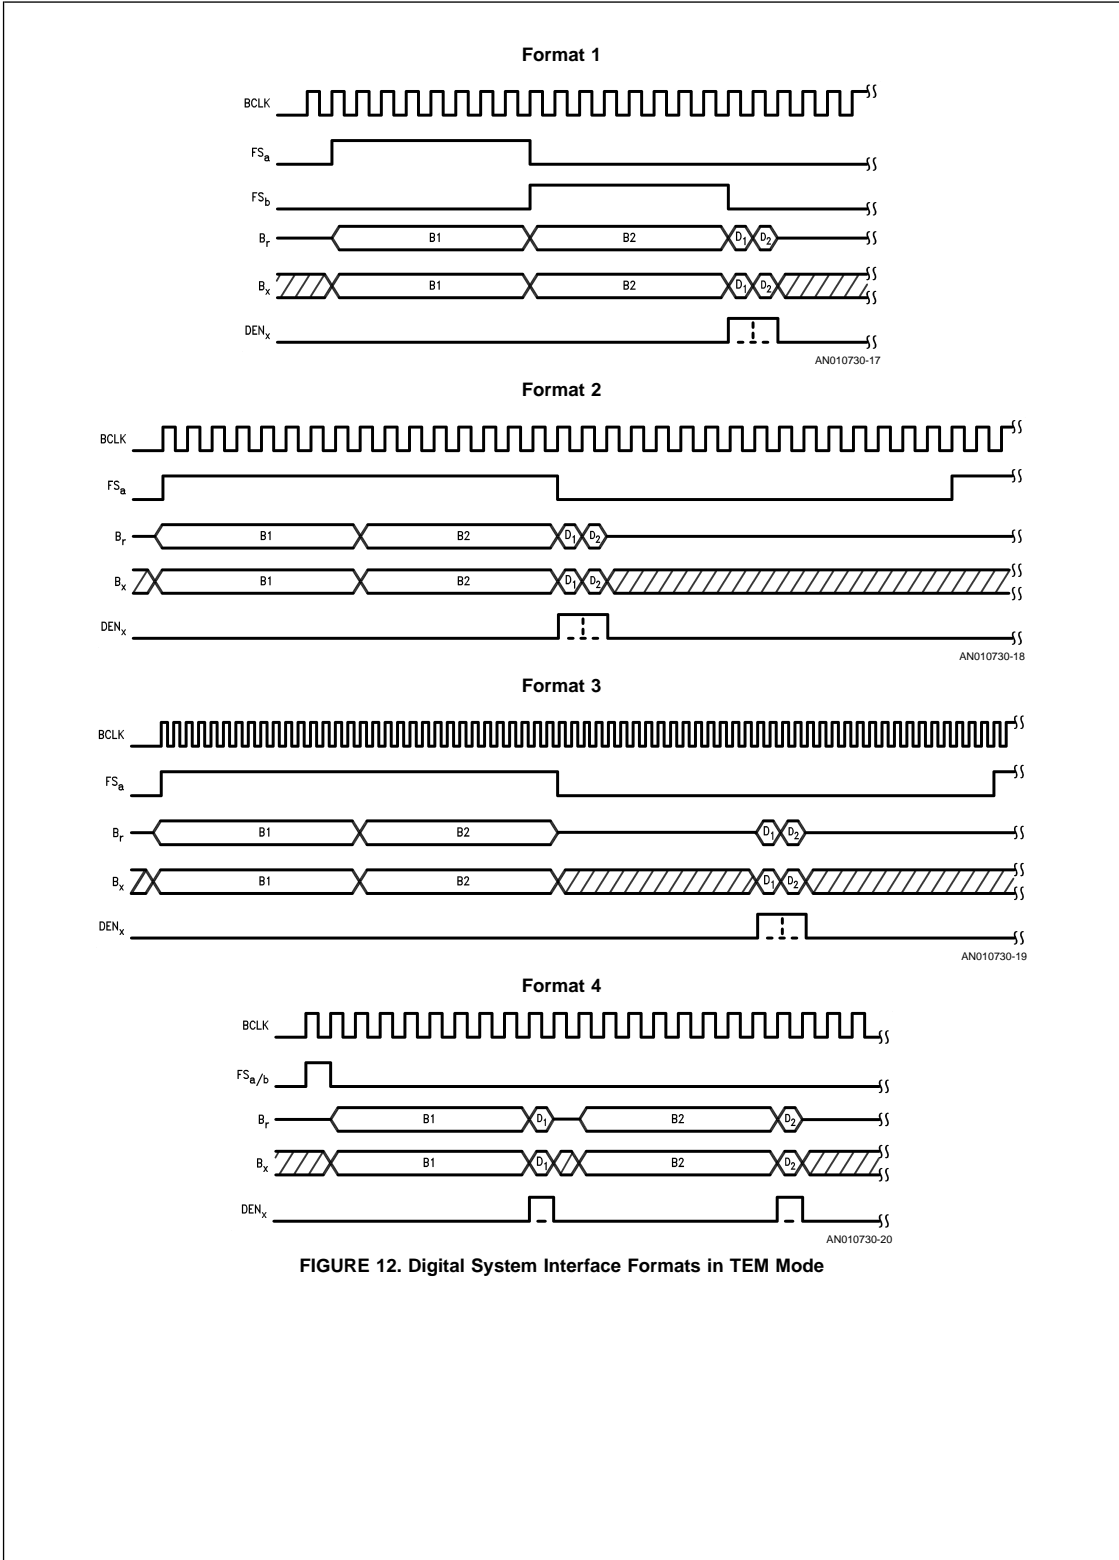 Format 1
BCLK
FSa
FSb
Br B1 B2 D1 D2
Bx B1 B2 D1 D2
DENx
AN010730-17
Format 2
BCLK
FSa
Br B1 B2 D1 D2
Bx B1 B2 D1 D2
DENx
AN010730-18
Format 3
BCLK
FSa
Br B1 B2 D1 D2
Bx B1 B2 D1 D2
DENx
AN010730-19
Format 4
BCLK
FSa/b
Br B1 D1 B2 D2
Bx B1 D1 B2 D2
DENx
AN010730-20
FIGURE 12. Digital System Interface Formats in TEM Mode